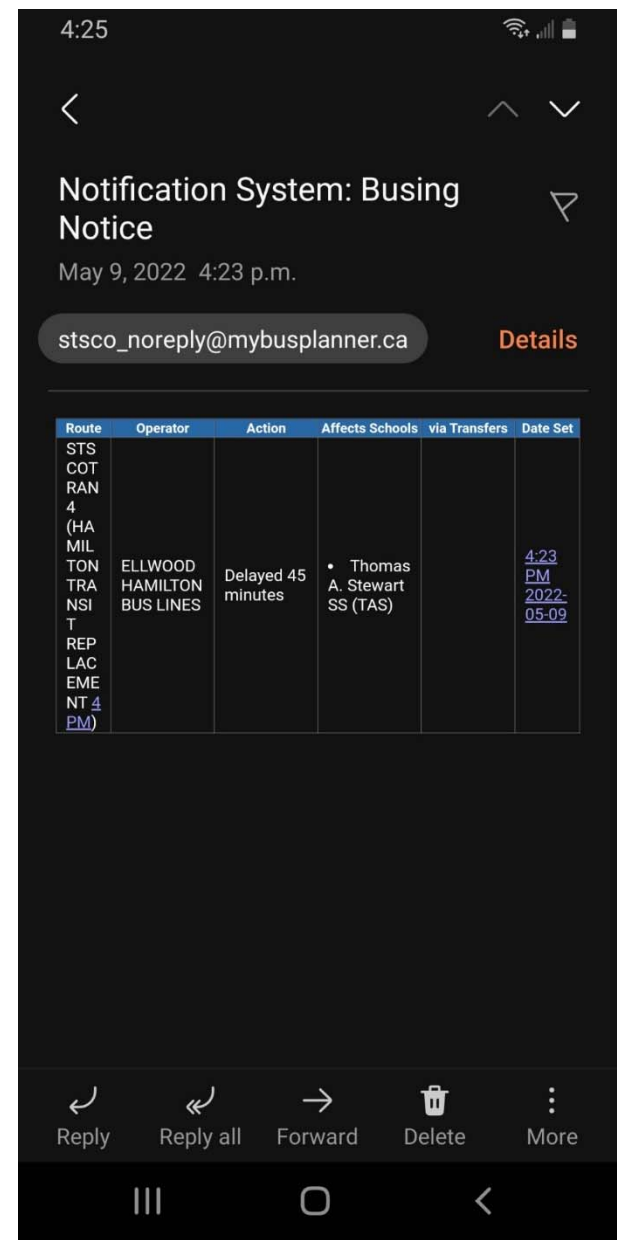 4:25
Notification System: Busing
Notice
May 9, 2022 4:23 p.m.
stsco_noreply@mybusplanner.ca Details
Route Operator Action Affects Schools via Transfers Date Set
STS
COT
RAN
4
(HA
MIL
TON
TRA
NSI
T
REP
LAC
EME
NT 4
PM)
ELLWOOD
HAMILTON
BUS LINES
Delayed 45
minutes
• Thomas
A. Stewart
SS (TAS)
4:23
PM
2022-
05-09
Reply Reply all Forward Delete More